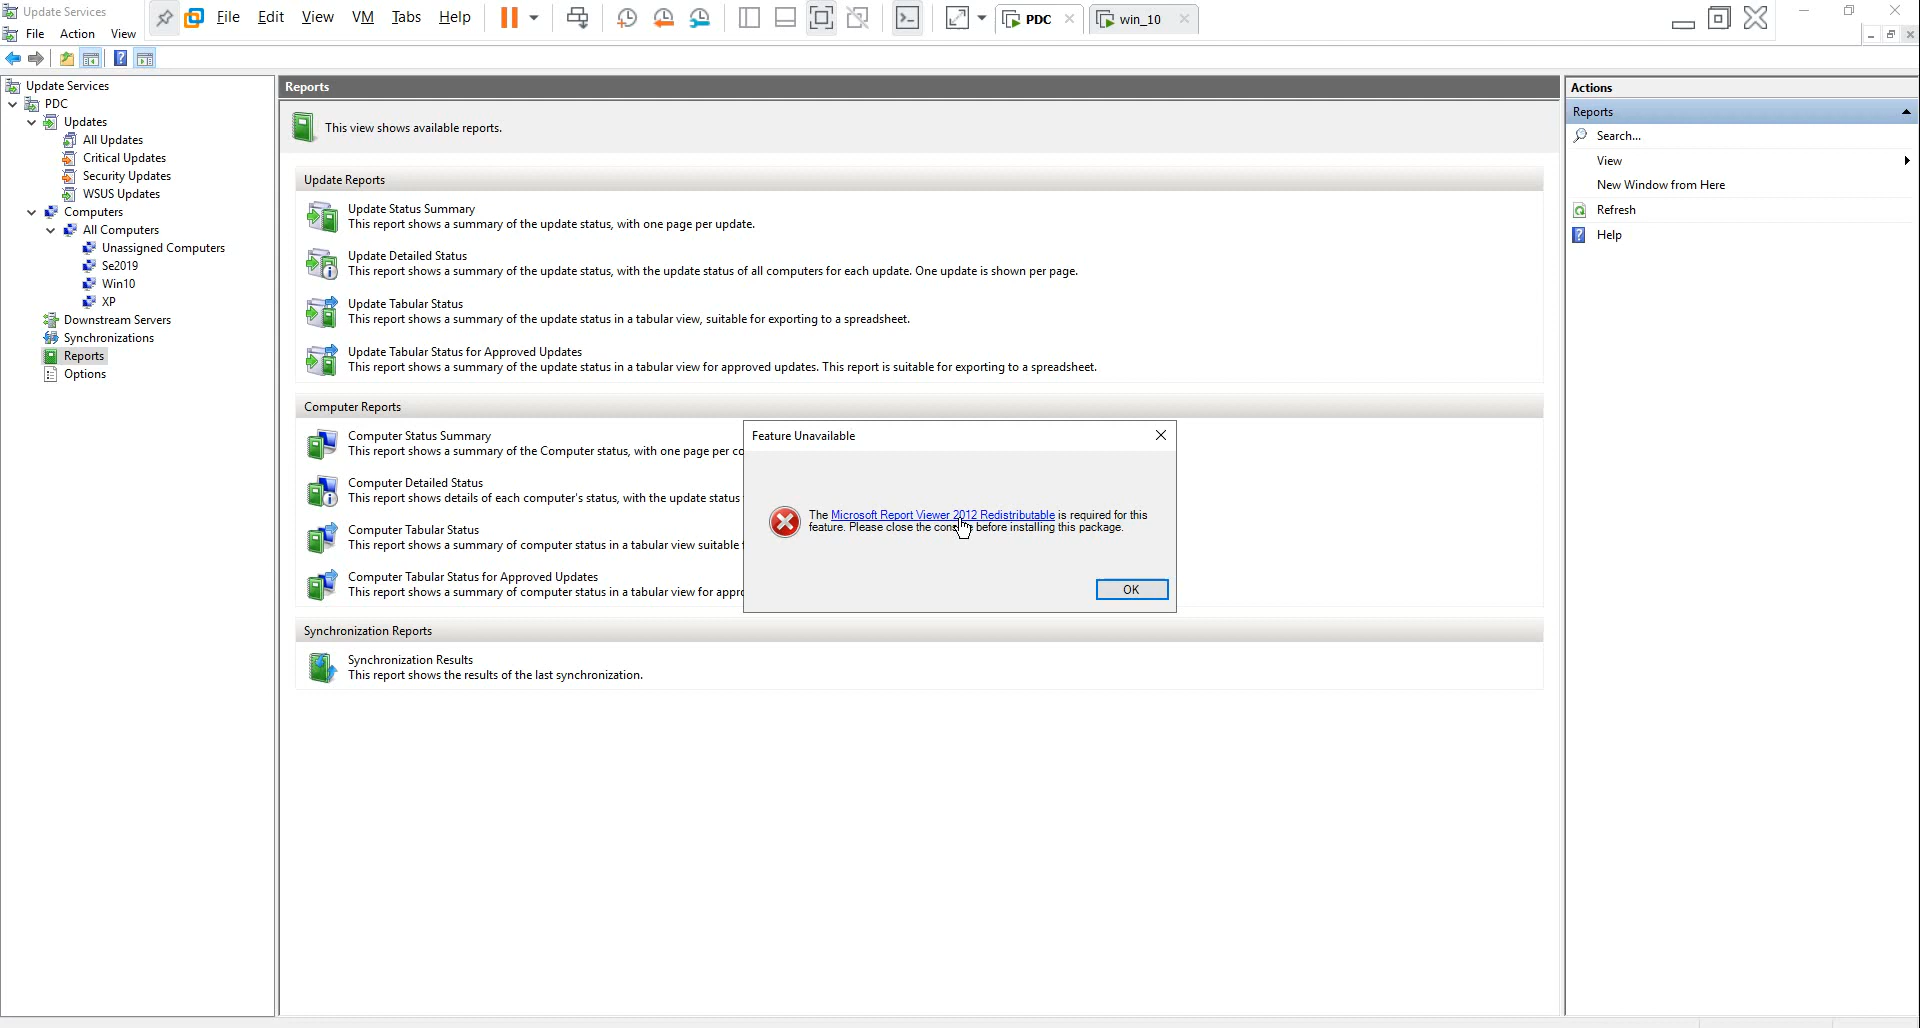 Update Services
File Edit View VM Tabs Help
PDC
win_10
File Action View
Update Services
PDC
Updates
All Updates
Critical Updates
Security Updates
WSUS Updates
Computers
All Computers
Unassigned Computers
Se2019
Win10
XP
Downstream Servers
Synchronizations
Reports
Options
Reports
This view shows available reports.
Update Reports
Update Status Summary
This report shows a summary of the update status, with one page per update.
Update Detailed Status
This report shows a summary of the update status, with the update status of all computers for each update. One update is shown per page.
Update Tabular Status
This report shows a summary of the update status in a tabular view, suitable for exporting to a spreadsheet.
Update Tabular Status for Approved Updates
This report shows a summary of the update status in a tabular view for approved updates. This report is suitable for exporting to a spreadsheet.
Computer Reports
Computer Status Summary
This report shows a summary of the Computer status, with one page per co
Computer Detailed Status
This report shows details of each computer's status, with the update status
Computer Tabular Status
This report shows a summary of computer status in a tabular view suitable
Computer Tabular Status for Approved Updates
This report shows a summary of computer status in a tabular view for appro
Synchronization Reports
Synchronization Results
This report shows the results of the last synchronization.
Feature Unavailable
The Microsoft Report Viewer 2012 Redistributable is required for this
feature. Please close the console before installing this package.
OK
Actions
Reports
Search...
View
New Window from Here
Refresh
Help